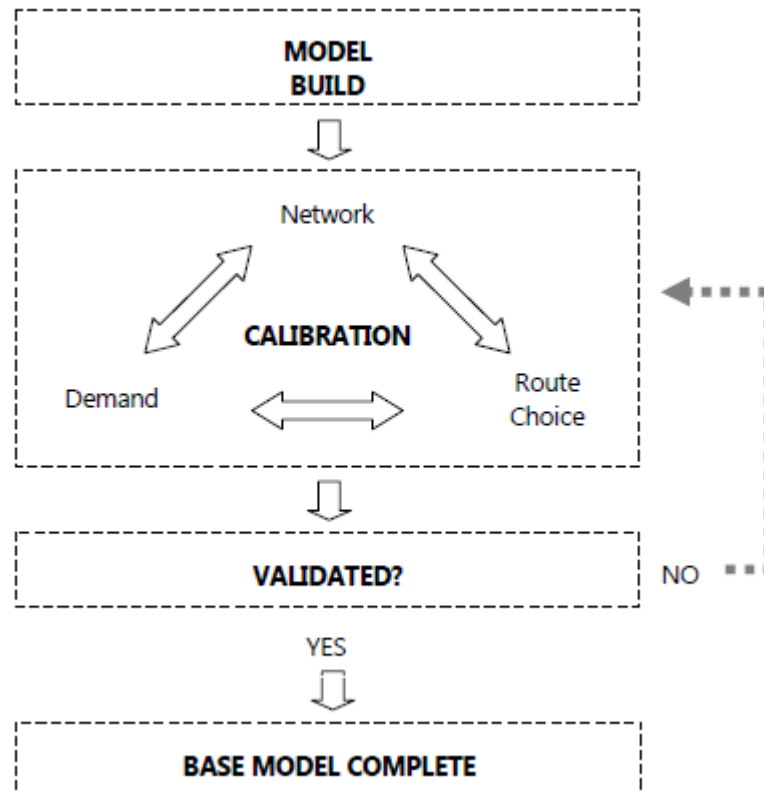 MODEL
BUILD
Network
CALIBRATION
Demand
Route
Choice
VALIDATED?
NO
YES
BASE MODEL COMPLETE